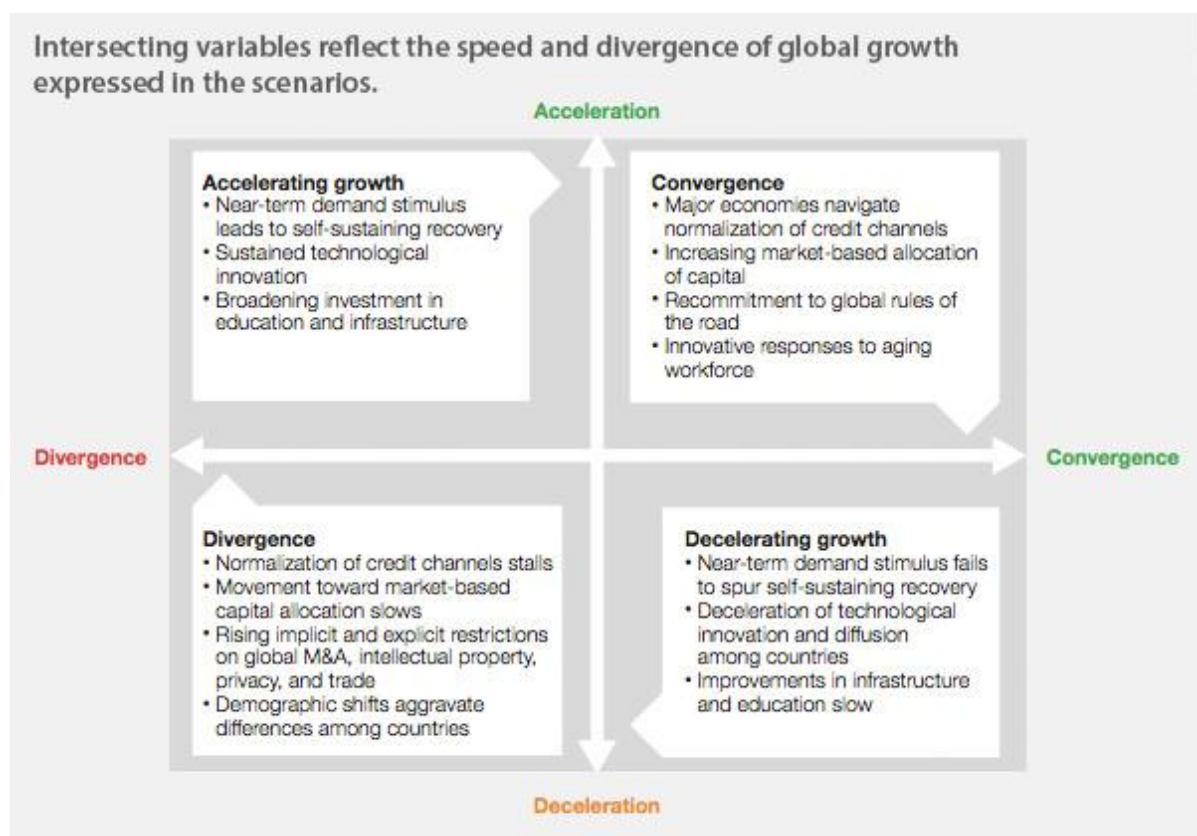 Intersecting variables reflect the speed and divergence of global growth
expressed in the scenarios.
Acceleration
Accelerating growth
• Near-term demand stimulus
leads to self-sustaining recovery
• Sustained technological
innovation
• Broadening investment in
education and infrastructure
Convergence
• Major economies navigate
normalization of credit channels
• Increasing market-based allocation
of capital
• Recommitment to global rules of
the road
• Innovative responses to aging
workforce
Divergence
Convergence
Divergence
• Normalization of credit channels stalls
• Movement toward market-based
capital allocation slows
• Rising implicit and explicit restrictions
on global M&A, intellectual property,
privacy, and trade
• Demographic shifts aggravate
differences among countries
Decelerating growth
• Near-term demand stimulus fails
to spur self-sustaining recovery
• Deceleration of technological
innovation and diffusion
among countries
• Improvements in infrastructure
and education slow
Deceleration